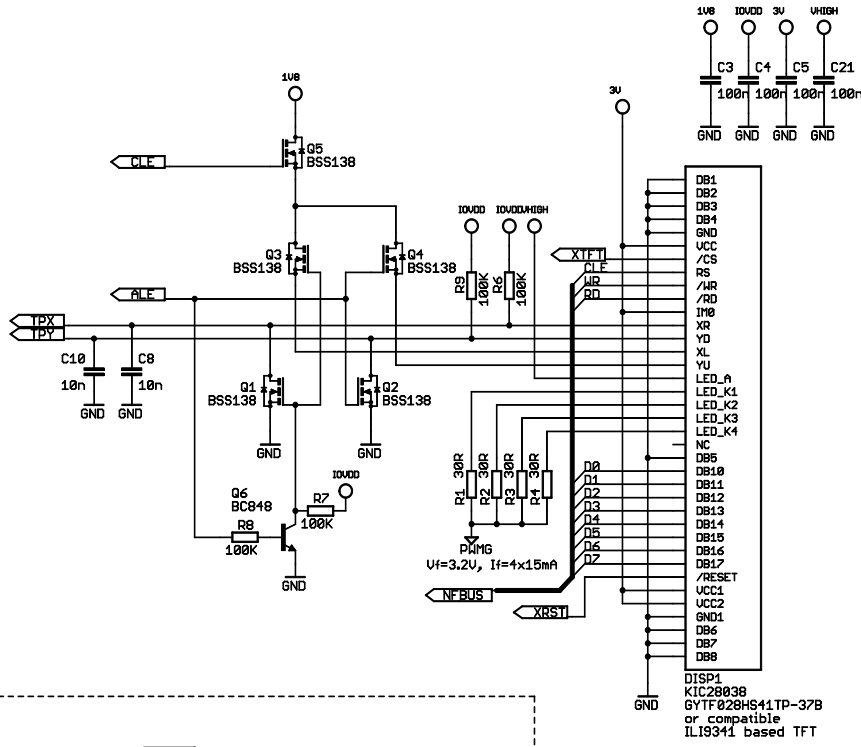 1V8 IOVDD 3V VHIGH
C3 C4 C5 C21
100n 100n 100n 100n
GND GND GND GND
1V8
3V
CLE
Q5
BSS138
IOVDD IOVDD VHIGH
Q3
BSS138
Q4
BSS138
R9
100K
R6
100K
ALE
TPX
TPY
C10
10n
C8
10n
GND GND
Q1
BSS138
Q2
BSS138
GND GND
IOVDD
Q6
BC848
R7
100K
R8
100K
GND
R1 30R
R2 30R
R3 30R
R4 30R
PWMG
Vf=3.2V, If=4x15mA
NFBUS
XRST
XTFT
CLE
WR
RD
D0
D1
D2
D3
D4
D5
D6
D7
DB1
DB2
DB3
DB4
GND
VCC
/CS
RS
/WR
/RD
IM0
XR
YD
XL
YU
LED_A
LED_K1
LED_K2
LED_K3
LED_K4
NC
DB5
DB10
DB11
DB12
DB13
DB14
DB15
DB16
DB17
/RESET
VCC1
VCC2
GND1
DB6
DB7
DB8
GND
DISP1
KIC28038
GYTF028HS41TP-37B
or compatible
ILI9341 based TFT